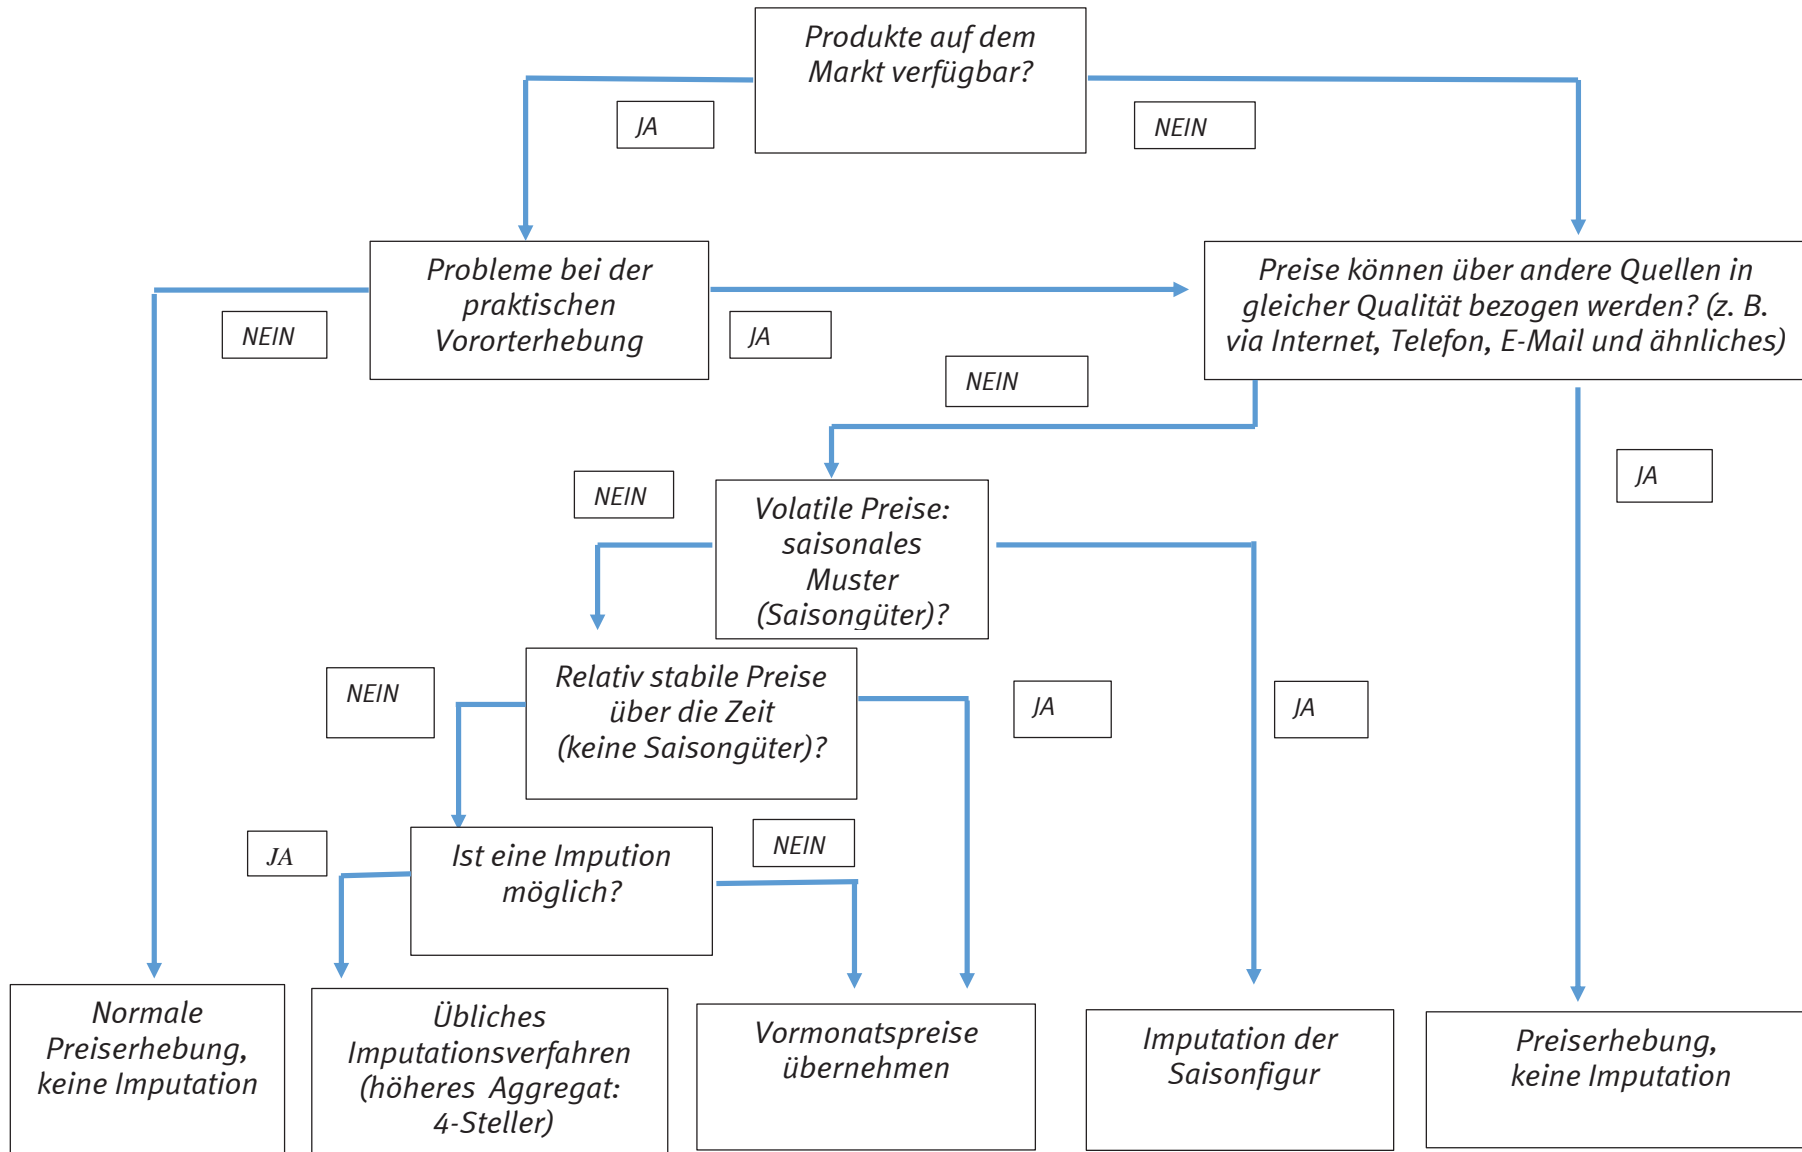 Produkte auf dem
Markt verfügbar?
JA
NEIN
Probleme bei der
praktischen
Vororterhebung
Preise können über andere Quellen in
gleicher Qualität bezogen werden? (z. B.
via Internet, Telefon, E-Mail und ähnliches)
NEIN
JA
NEIN
JA
NEIN
Volatile Preise:
saisonales
Muster
(Saisongüter)?
NEIN
Relativ stabile Preise
über die Zeit
(keine Saisongüter)?
JA
JA
JA
Ist eine Impution
möglich?
NEIN
Normale
Preiserhebung,
keine Imputation
Übliches
Imputationsverfahren
(höheres Aggregat:
4-Steller)
Vormonatspreise
übernehmen
Imputation der
Saisonfigur
Preiserhebung,
keine Imputation